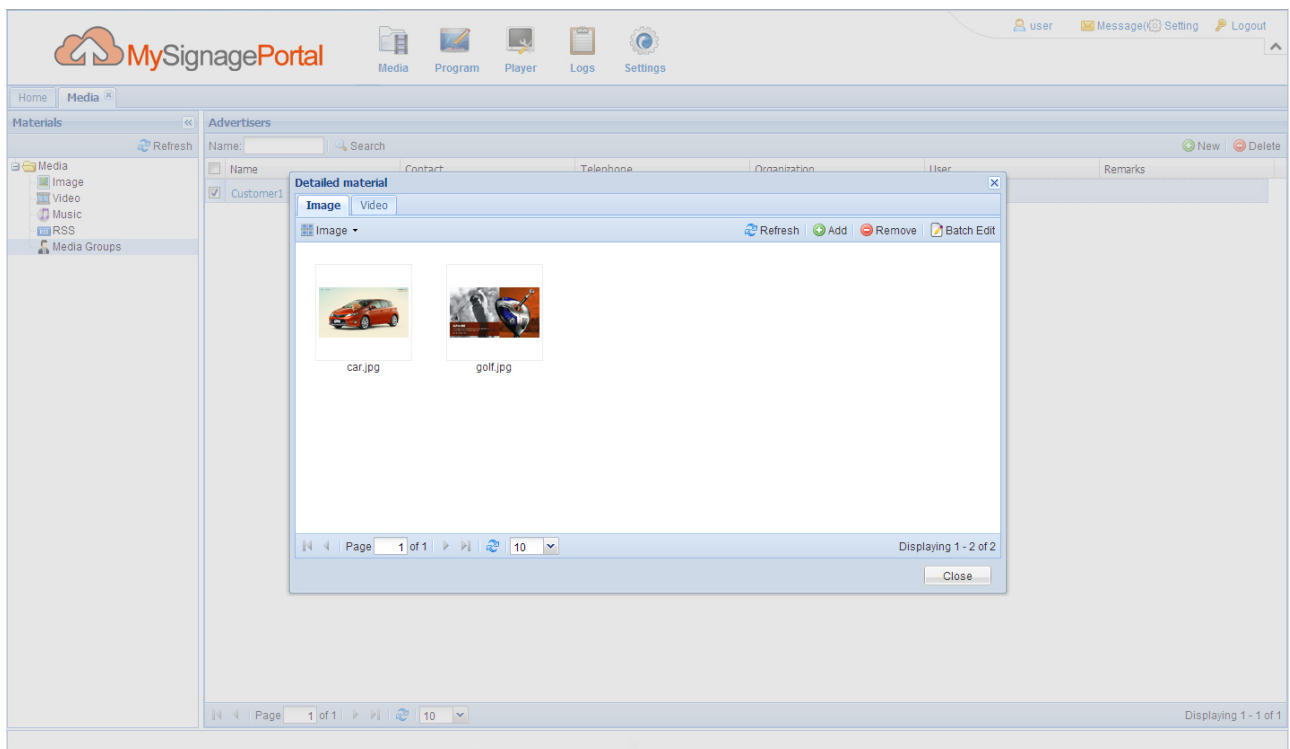 user Message( Setting Logout
MySignagePortal
Media Program Player Logs Settings
Home Media
Materials Advertisers
Refresh Name: Search New Delete
Media Name Contact Telephone Organization User Remarks
Image Detailed material
Video Customer1 Image Video
Music
RSS Image Refresh Add Remove Batch Edit
Media Groups
car.jpg golf.jpg
Page 1 of 1 10 Displaying 1 - 2 of 2
Close
Page 1 of 1 10 Displaying 1 - 1 of 1